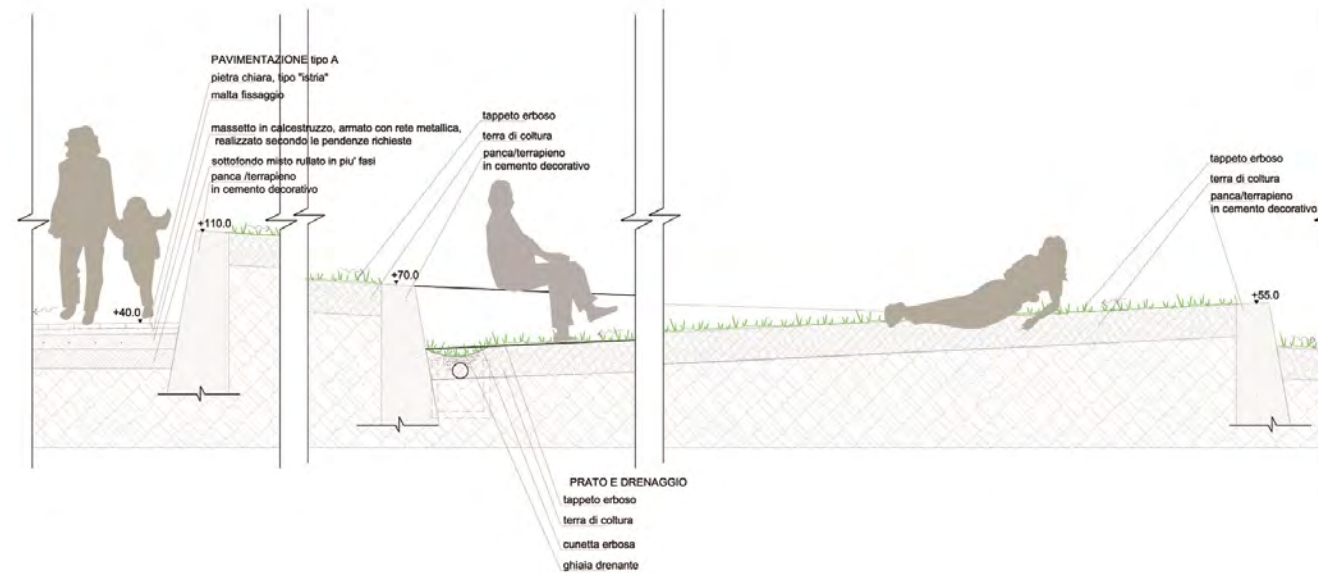 PAVIMENTAZIONE tipo A
pietra chiara, tipo "istria"
malta fissaggio
massetto in calcestruzzo, armato con rete metallica,
realizzato secondo le pendenze richieste
sottofondo misto rullato in piu' fasi
panca /terrapieno
in cemento decorativo
+110.0
+40.0
tappeto erboso
terra di coltura
panca/terrapieno
in cemento decorativo
+70.0
tappeto erboso
terra di coltura
panca/terrapieno
in cemento decorativo
+55.0
PRATO E DRENAGGIO
tappeto erboso
terra di coltura
cunetta erbosa
ghiaia drenante